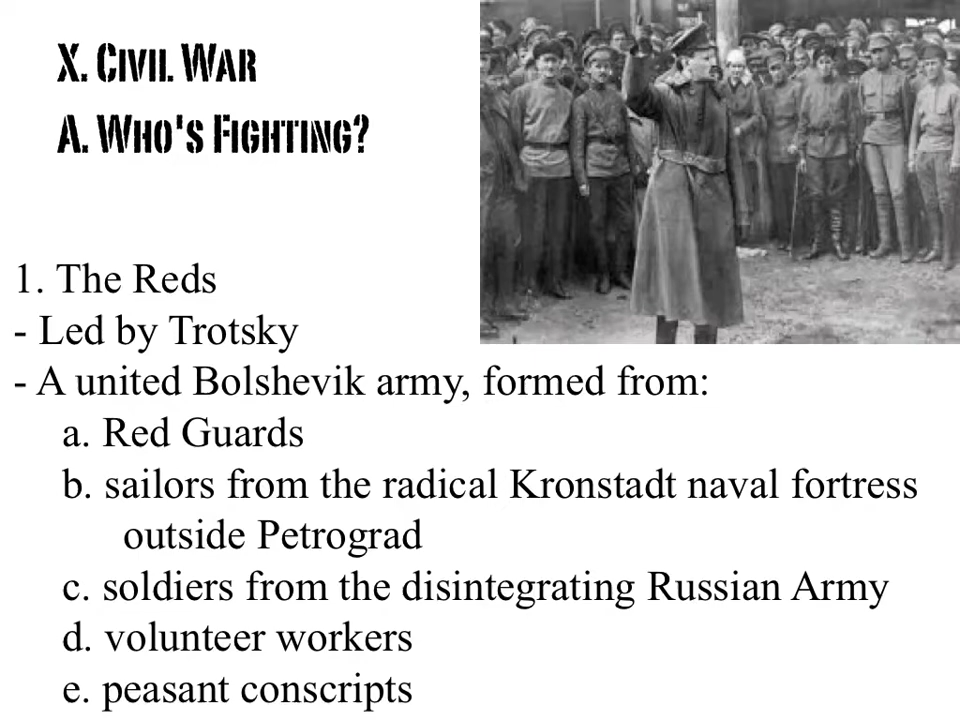 X. Civil War
A. Who's Fighting?
1. The Reds
- Led by Trotsky
- A united Bolshevik army, formed from:
a. Red Guards
b. sailors from the radical Kronstadt naval fortress
outside Petrograd
c. soldiers from the disintegrating Russian Army
d. volunteer workers
e. peasant conscripts